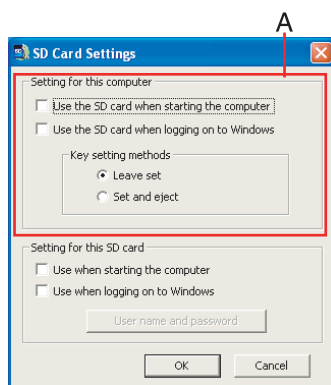 A
SD Card Settings
Setting for this computer
Use the SD card when starting the computer
Use the SD card when logging on to Windows
Key setting methods
Leave set
Set and eject
Setting for this SD card
Use when starting the computer
Use when logging on to Windows
User name and password
OK
Cancel